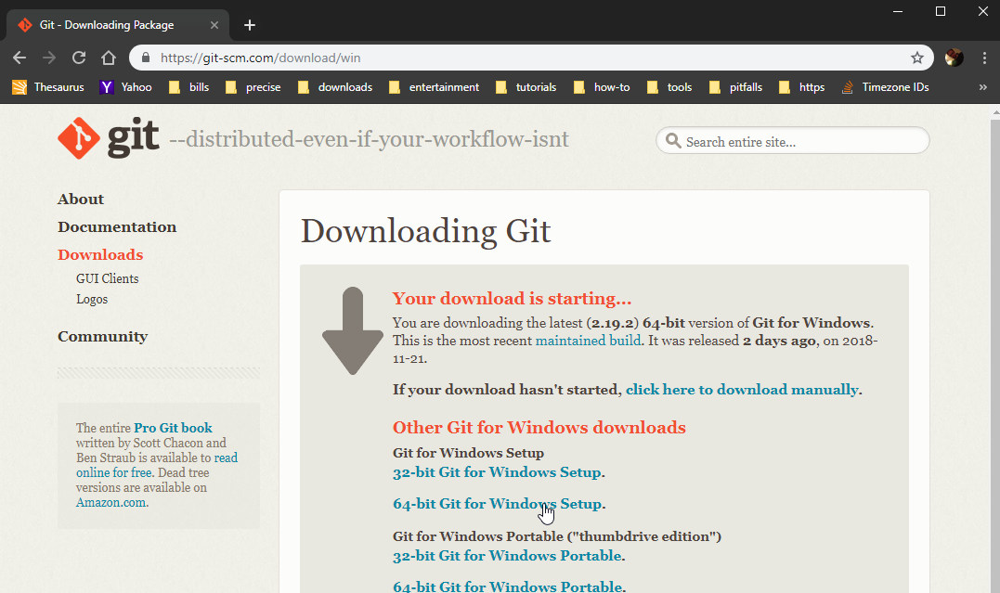 Git - Downloading Package
https://git-scm.com/download/win
Thesaurus Yahoo bills precise downloads entertainment tutorials how-to tools pitfalls https Timezone IDs »
git --distributed-even-if-your-workflow-isnt
Search entire site...
About
Documentation
Downloads
GUI Clients
Logos
Community
The entire Pro Git book
written by Scott Chacon and
Ben Straub is available to read
online for free. Dead tree
versions are available on
Amazon.com.
Downloading Git
Your download is starting...
You are downloading the latest (2.19.2) 64-bit version of Git for Windows.
This is the most recent maintained build. It was released 2 days ago, on 2018-
11-21.
If your download hasn't started, click here to download manually.
Other Git for Windows downloads
Git for Windows Setup
32-bit Git for Windows Setup.
64-bit Git for Windows Setup.
Git for Windows Portable ("thumbdrive edition")
32-bit Git for Windows Portable.
64-bit Git for Windows Portable.